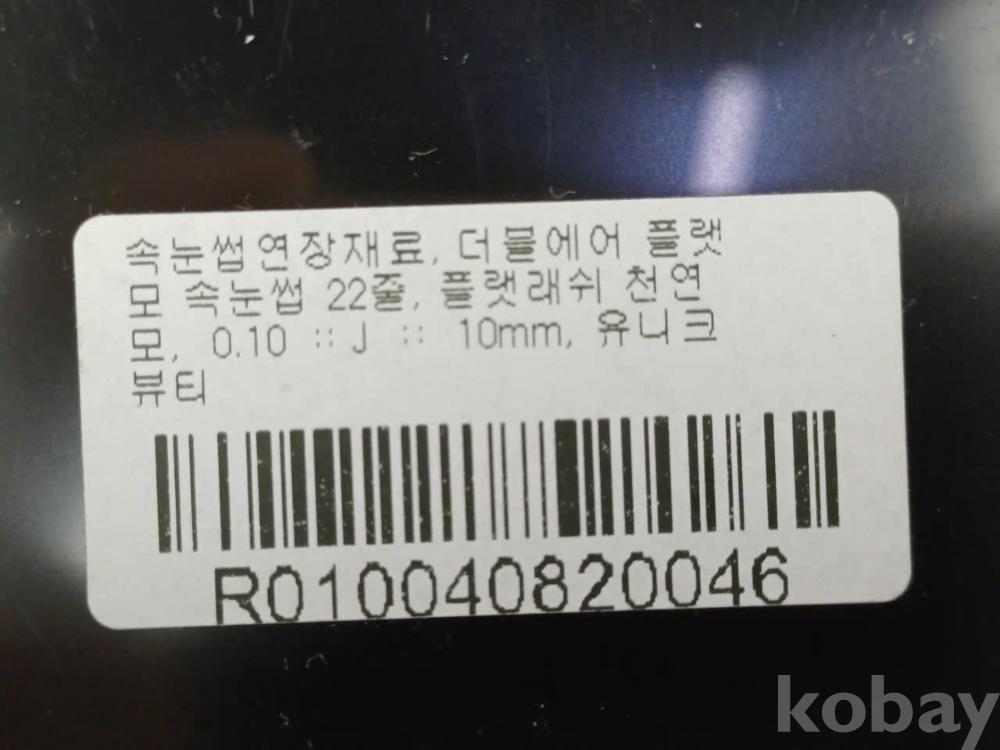 속눈썹연장재료, 더블에어 플랫
모 속눈썹 22줄, 플랫래쉬 천연
모, 0.10 :: J :: 10mm, 유니크
뷰티
R010040820046
kobay